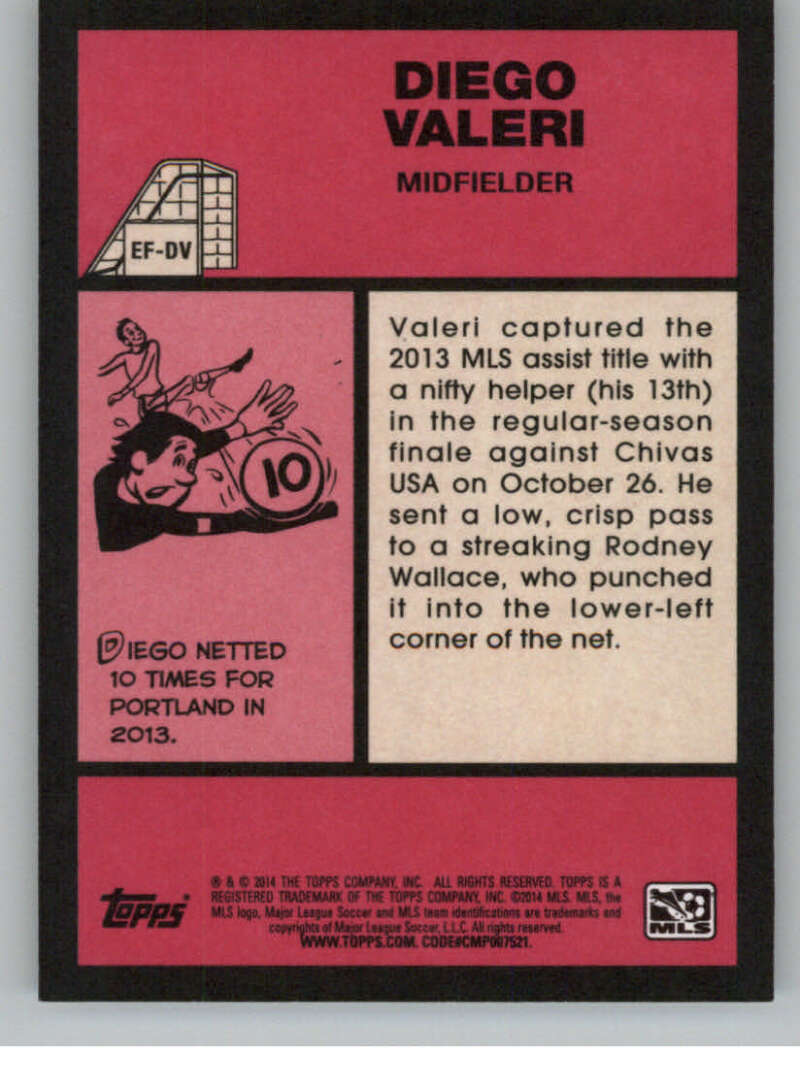 DIEGO
VALERI
MIDFIELDER
EF-DV
10
DIEGO NETTED
10 TIMES FOR
PORTLAND IN
2013.
Valeri captured the
2013 MLS assist title with
a nifty helper (his 13th)
in the regular-season
finale against Chivas
USA on October 26. He
sent a low, crisp pass
to a streaking Rodney
Wallace, who punched
it into the lower-left
corner of the net.
Topps
® & © 2014 THE TOPPS COMPANY, INC. ALL RIGHTS RESERVED. TOPPS IS A
REGISTERED TRADEMARK OF THE TOPPS COMPANY, INC. ©2014 MLS. MLS, the
MLS logo, Major League Soccer and MLS team identifications are trademarks and
copyrights of Major League Soccer, L.L.C. All rights reserved.
WWW.TOPPS.COM. CODE#CMP007521.
MLS